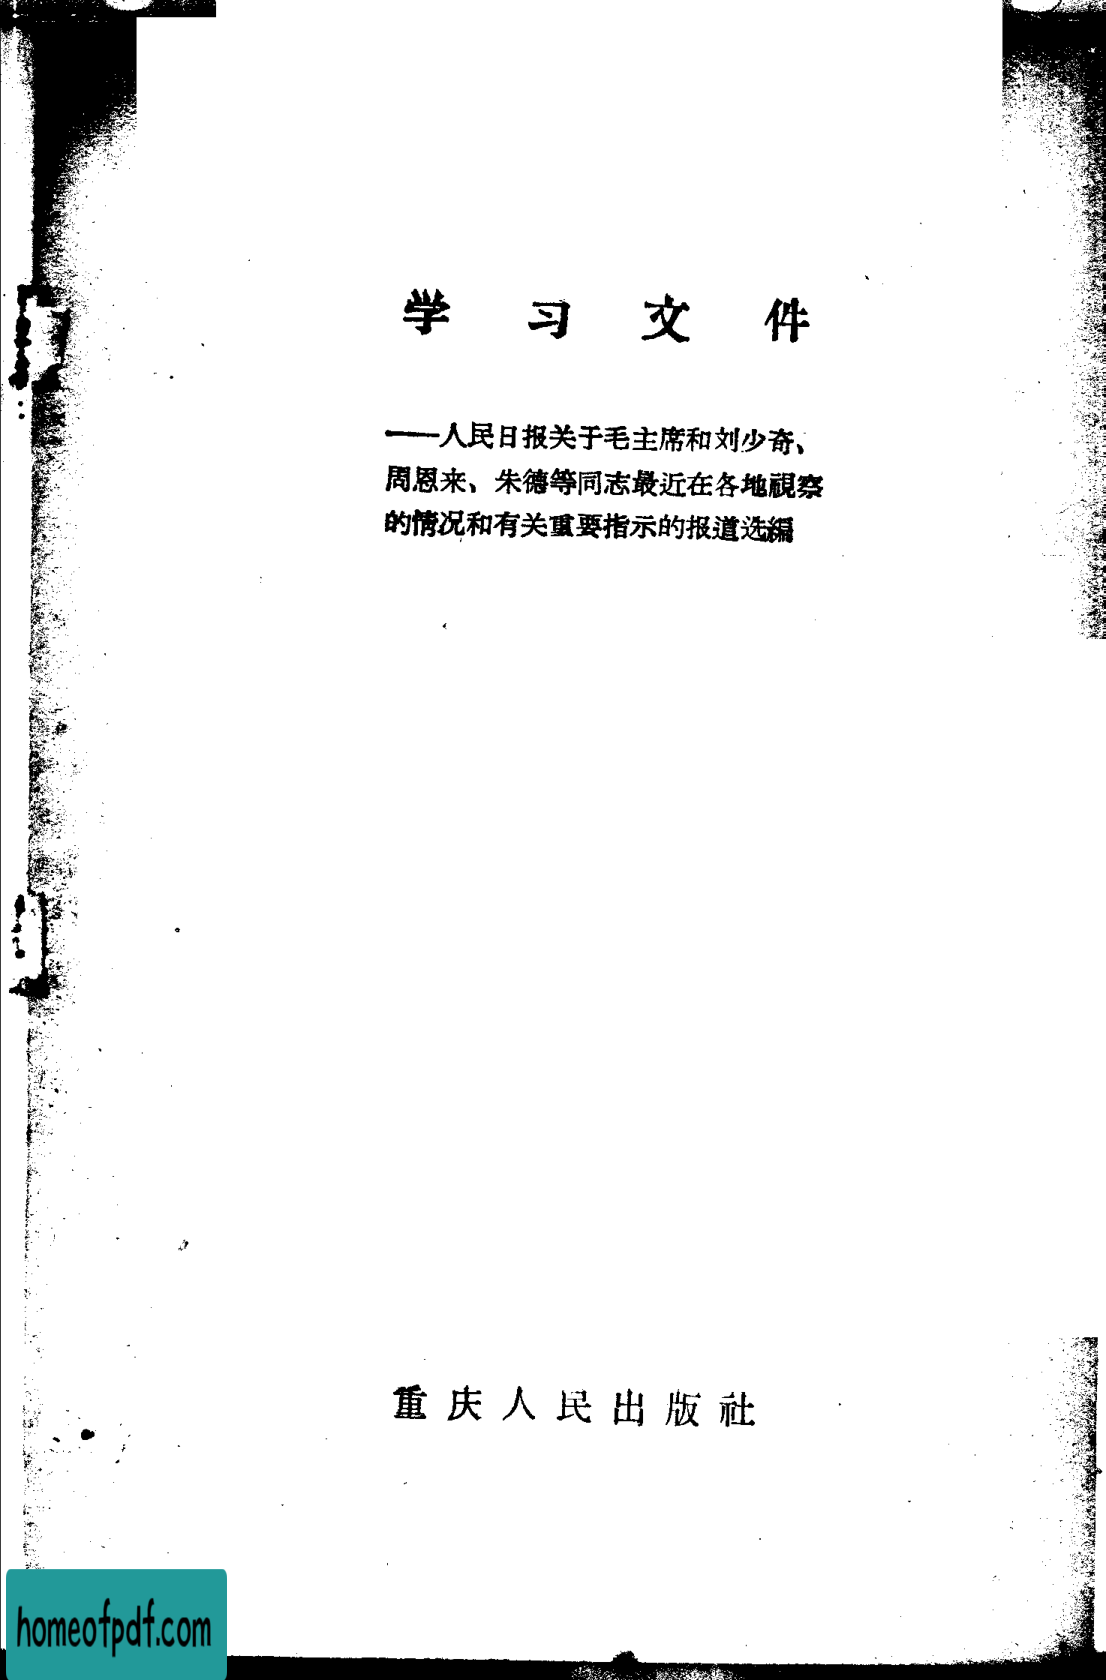 学习文件
——人民日报关于毛主席和刘少奇、
周恩来、朱德等同志最近在各地視察
的情况和有关重要指示的报道选編
重庆人民出版社
homeofpdf.com